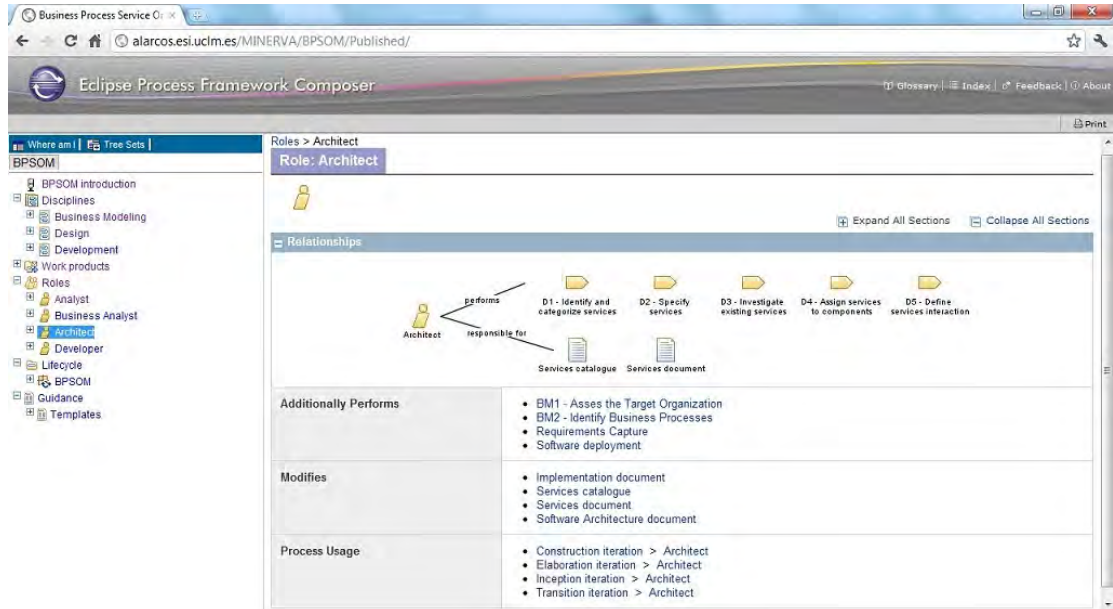 Business Process Service Or
alarcos.esi.uclm.es/MINERVA/BPSOM/Published/
Eclipse Process Framework Composer
Glossary | Index | Feedback | About
Print
Where am I | Tree Sets |
BPSOM
BPSOM introduction
Disciplines
Business Modeling
Design
Development
Work products
Roles
Analyst
Business Analyst
Architect
Developer
Lifecycle
BPSOM
Guidance
Templates
Roles > Architect
Role: Architect
Expand All Sections Collapse All Sections
Relationships
performs
Architect
responsible for
D1 - Identify and
categorize services
D2 - Specify
services
D3 - Investigate
existing services
D4 - Assign services
to components
D5 - Define
services interaction
Services catalogue Services document
Additionally Performs
• BM1 - Asses the Target Organization
• BM2 - Identify Business Processes
• Requirements Capture
• Software deployment
Modifies
• Implementation document
• Services catalogue
• Services document
• Software Architecture document
Process Usage
• Construction iteration > Architect
• Elaboration iteration > Architect
• Inception iteration > Architect
• Transition iteration > Architect